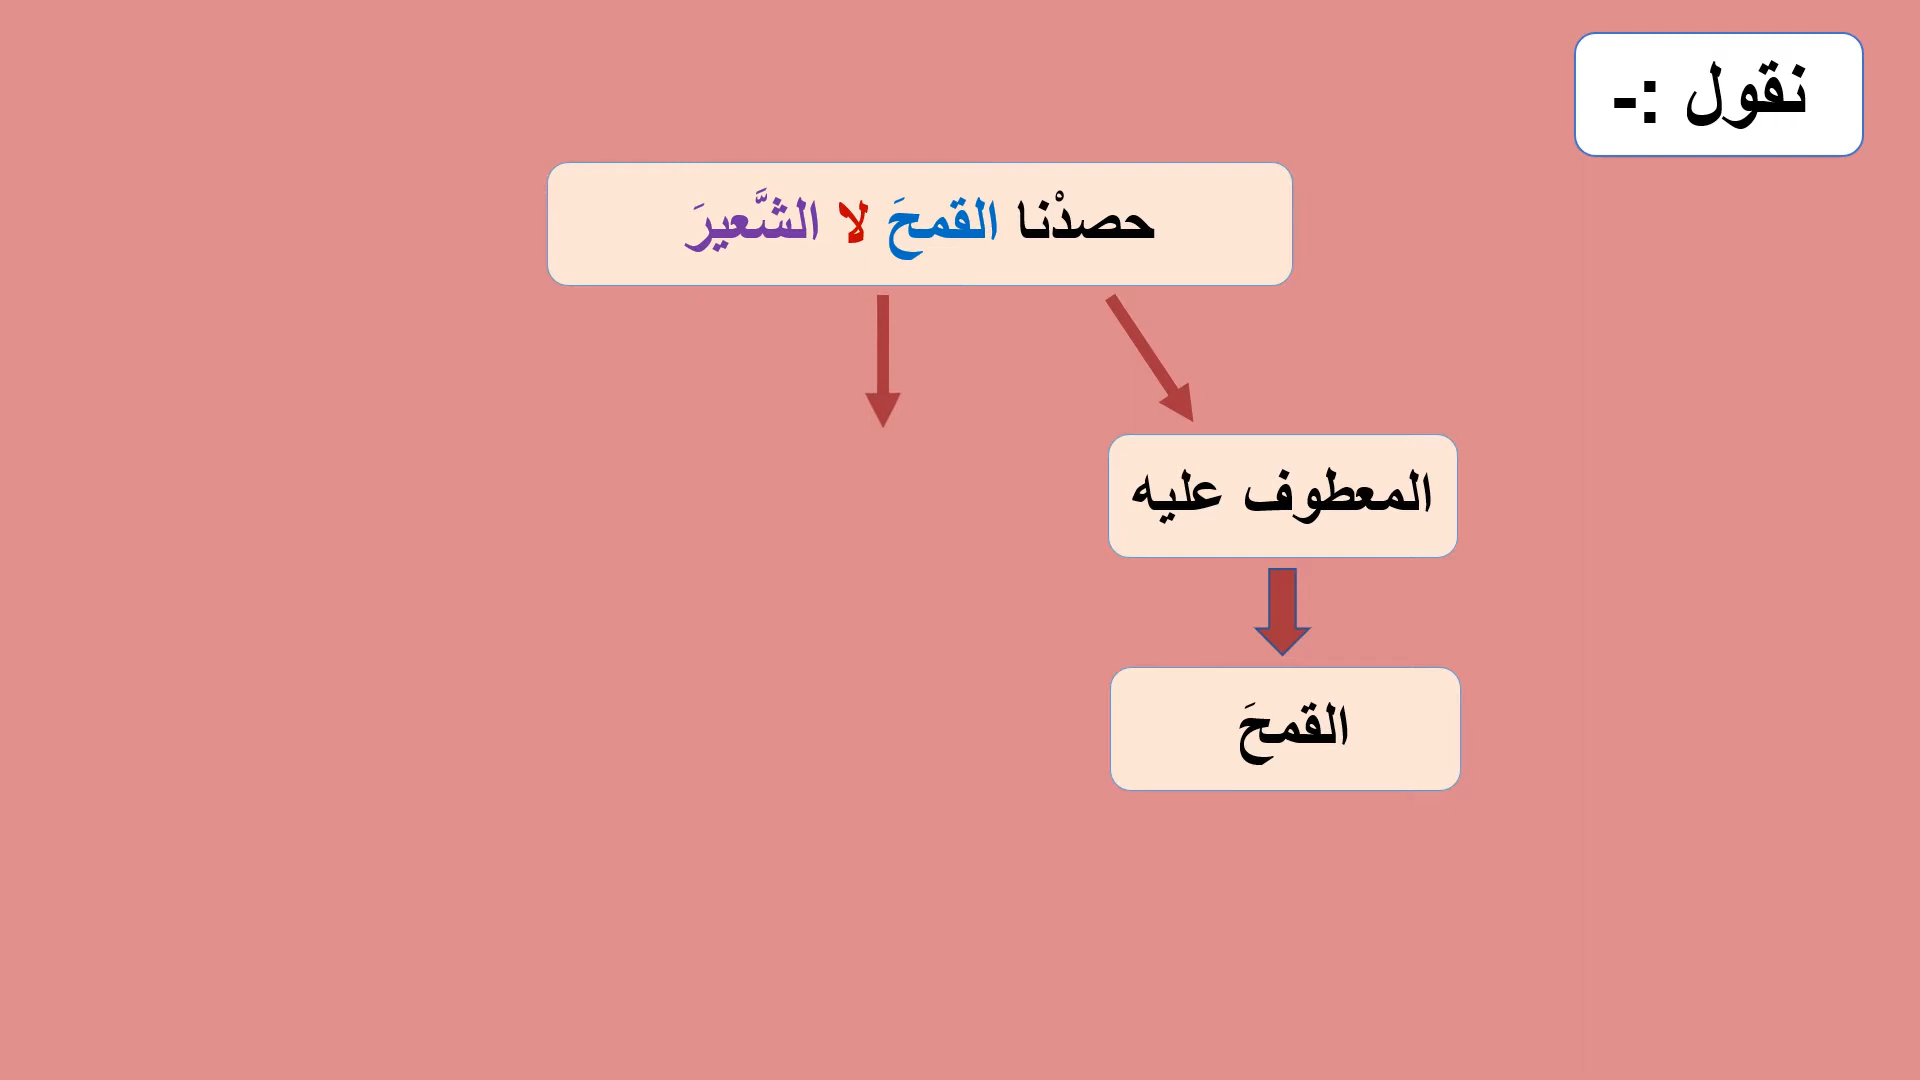 نقول :-
حصدْنا القمحَ لا الشَّعيرَ
المعطوف عليه
القمحَ